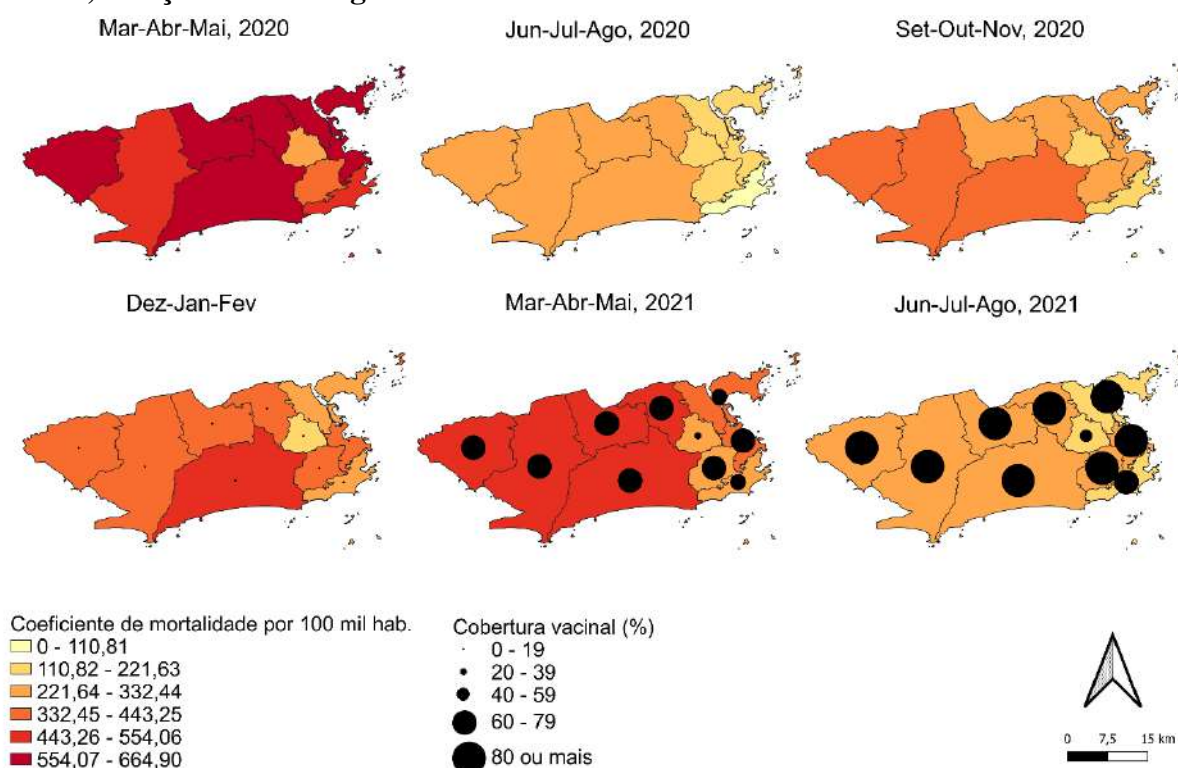 Mar-Abr-Mai, 2020
Jun-Jul-Ago, 2020
Set-Out-Nov, 2020
Dez-Jan-Fev
Mar-Abr-Mai, 2021
Jun-Jul-Ago, 2021
Coeficiente de mortalidade por 100 mil hab.
0 - 110,81
110,82 - 221,63
221,64 - 332,44
332,45 - 443,25
443,26 - 554,06
554,07 - 664,90
Cobertura vacinal (%)
0 - 19
20 - 39
40 - 59
60 - 79
80 ou mais
0 7,5 15 km